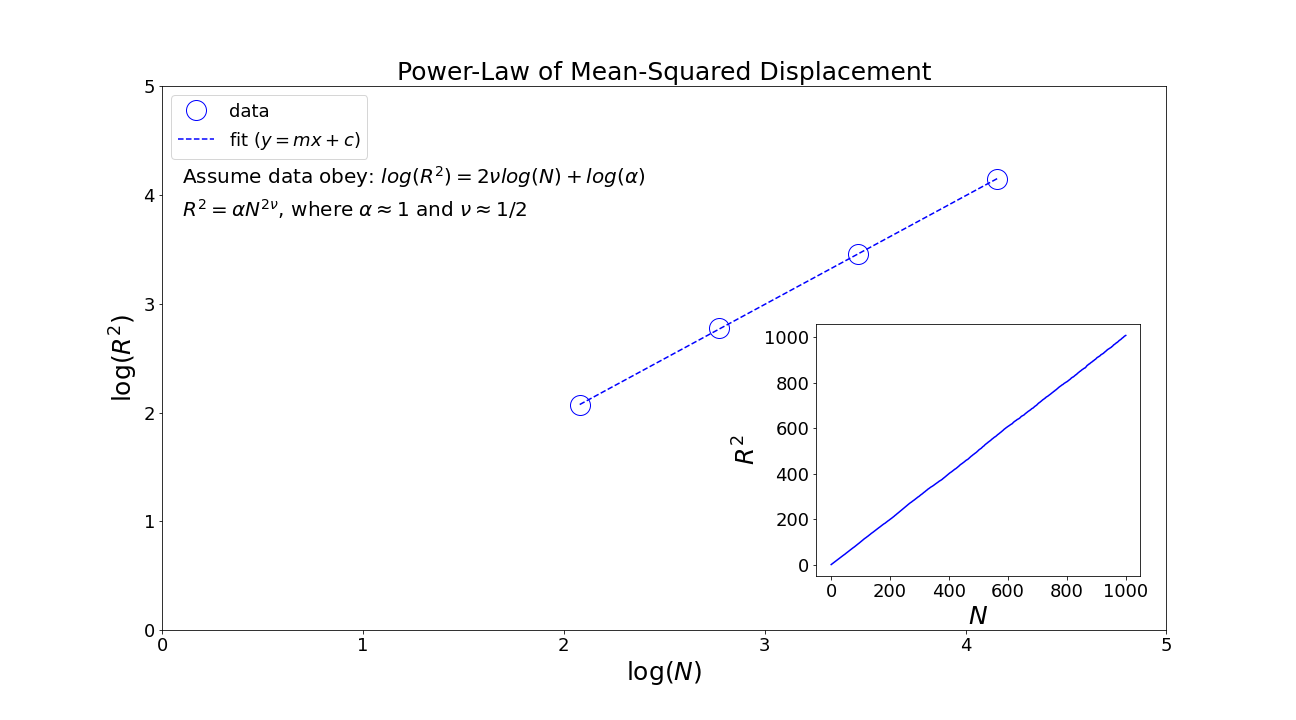 Power-Law of Mean-Squared Displacement
data
fit (y = mx + c)
Assume data obey: log(R²) = 2νlog(N) + log(α)
R² = αN²ᵛ, where α ≈ 1 and ν ≈ 1/2
5
4
3
2
1
0
log(R²)
0 1 2 3 4 5
log(N)
1000
800
600
400
200
0
R²
0 200 400 600 800 1000
N